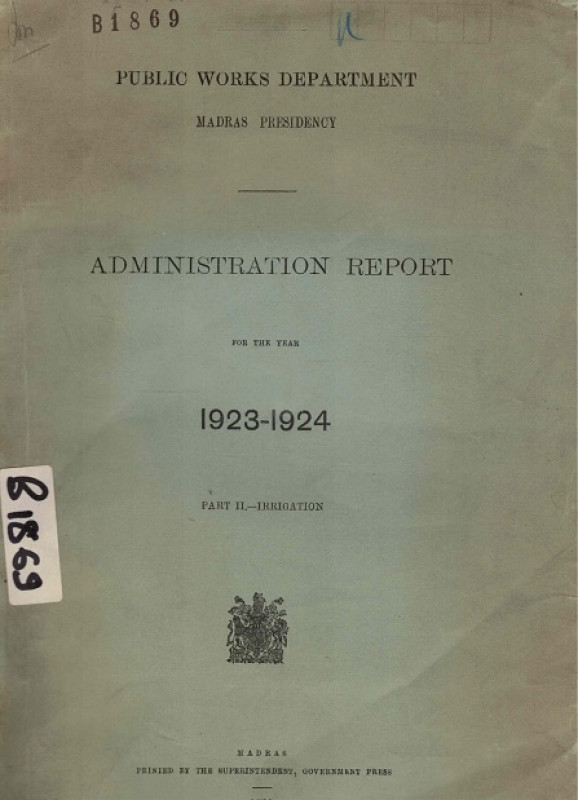 B1869
PUBLIC WORKS DEPARTMENT
MADRAS PRESIDENCY
ADMINISTRATION REPORT
FOR THE YEAR
1923-1924
PART II.—IRRIGATION
B1869
MADRAS
PRINTED BY THE SUPERINTENDENT, GOVERNMENT PRESS